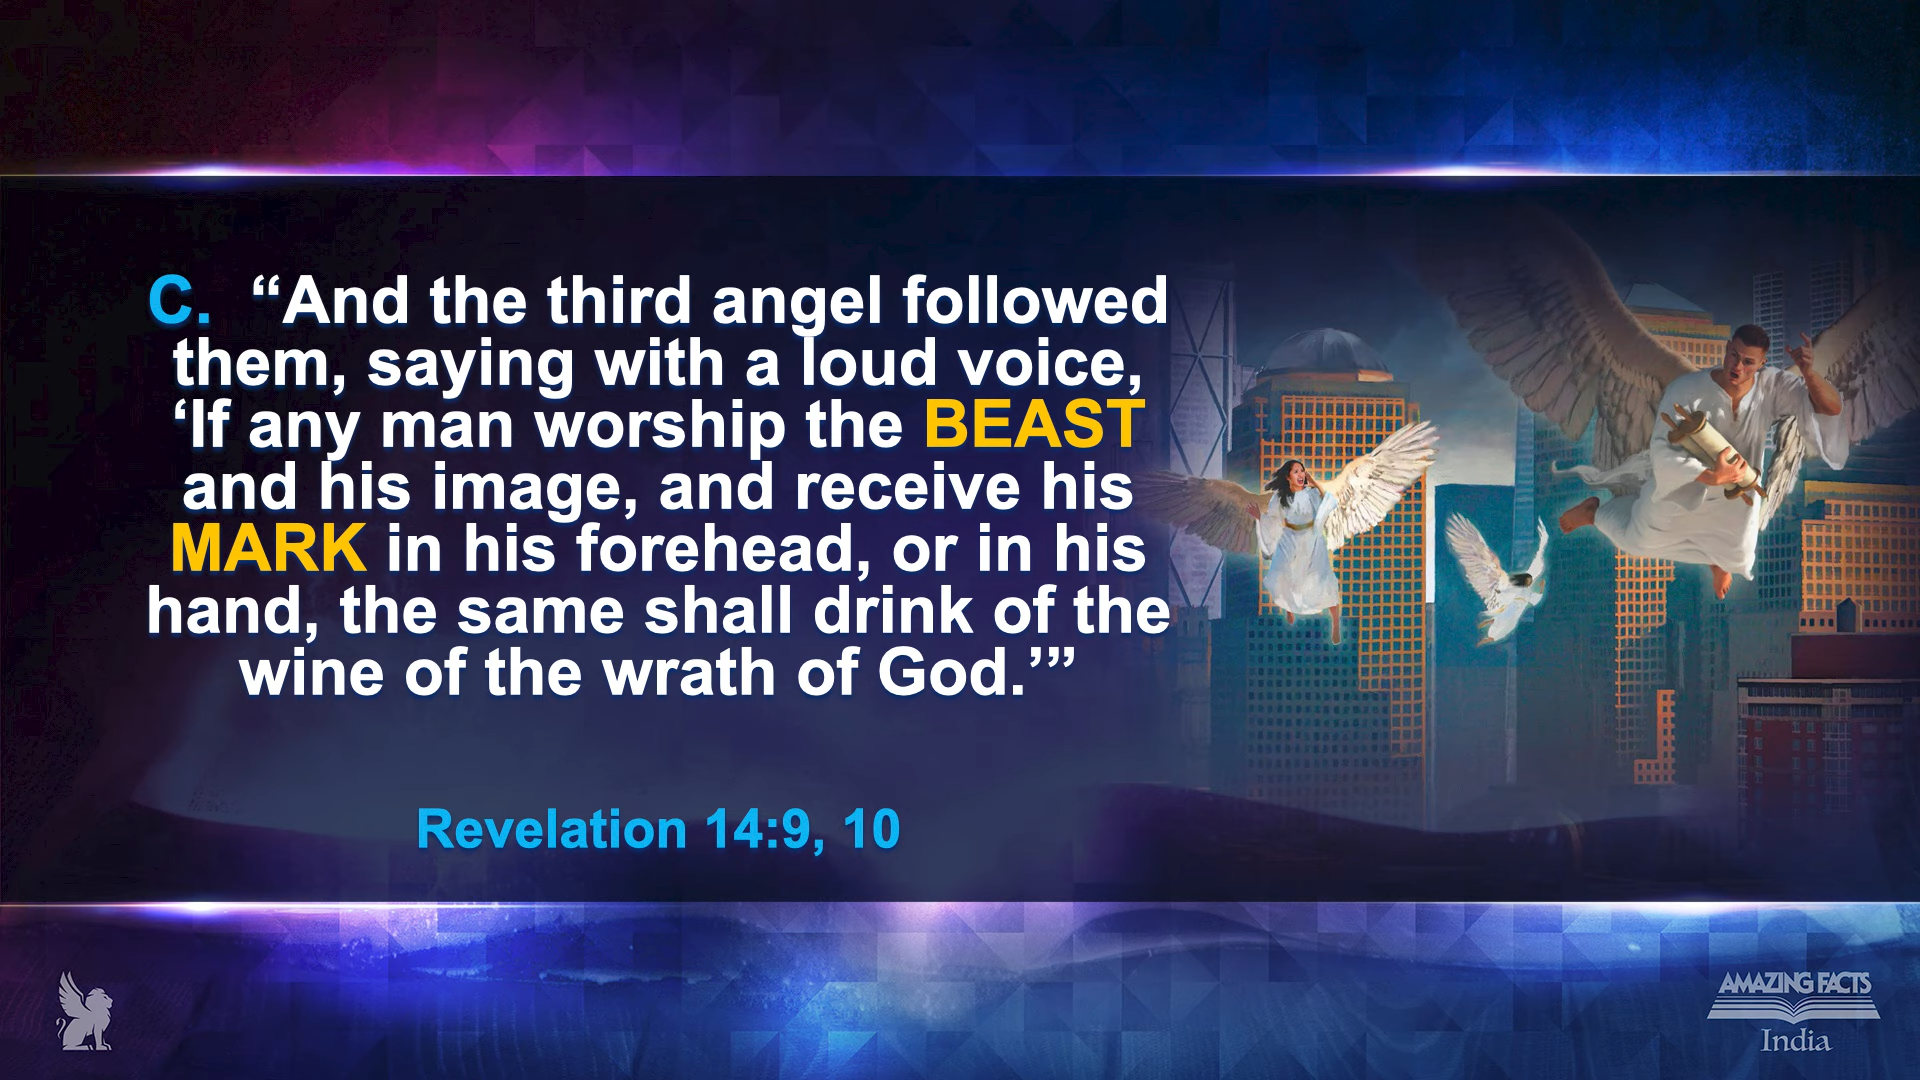 C. “And the third angel followed
them, saying with a loud voice,
‘If any man worship the BEAST
and his image, and receive his
MARK in his forehead, or in his
hand, the same shall drink of the
wine of the wrath of God.’”
Revelation 14:9, 10
AMAZING FACTS
India